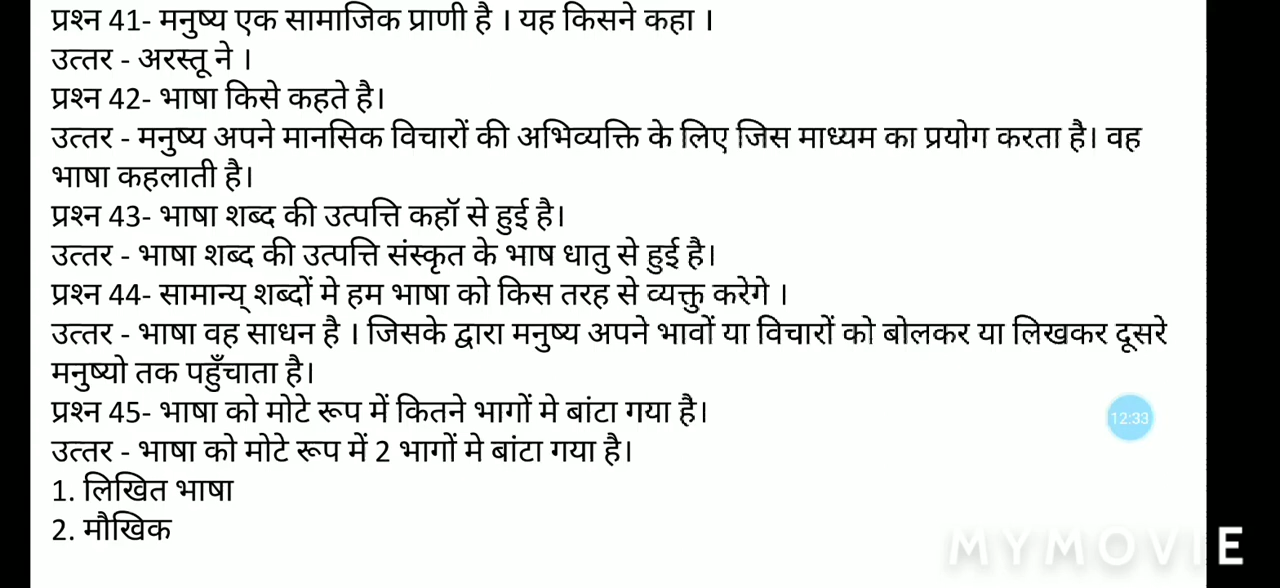 प्रश्न 41- मनुष्य एक सामाजिक प्राणी है । यह किसने कहा ।
उत्तर - अरस्तू ने ।
प्रश्न 42- भाषा किसे कहते है।
उत्तर - मनुष्य अपने मानसिक विचारों की अभिव्यक्ति के लिए जिस माध्यम का प्रयोग करता है। वह
भाषा कहलाती है।
प्रश्न 43- भाषा शब्द की उत्पत्ति कहॉ से हुई है।
उत्तर - भाषा शब्द की उत्पत्ति संस्कृत के भाष धातु से हुई है।
प्रश्न 44- सामान्य् शब्दों मे हम भाषा को किस तरह से व्यक्तु करेगे ।
उत्तर - भाषा वह साधन है । जिसके द्वारा मनुष्य अपने भावों या विचारों को बोलकर या लिखकर दूसरे
मनुष्यो तक पहुँचाता है।
प्रश्न 45- भाषा को मोटे रूप में कितने भागों मे बांटा गया है।
12:33
उत्तर - भाषा को मोटे रूप में 2 भागों मे बांटा गया है।
1. लिखित भाषा
2. मौखिक
MYMOVIE